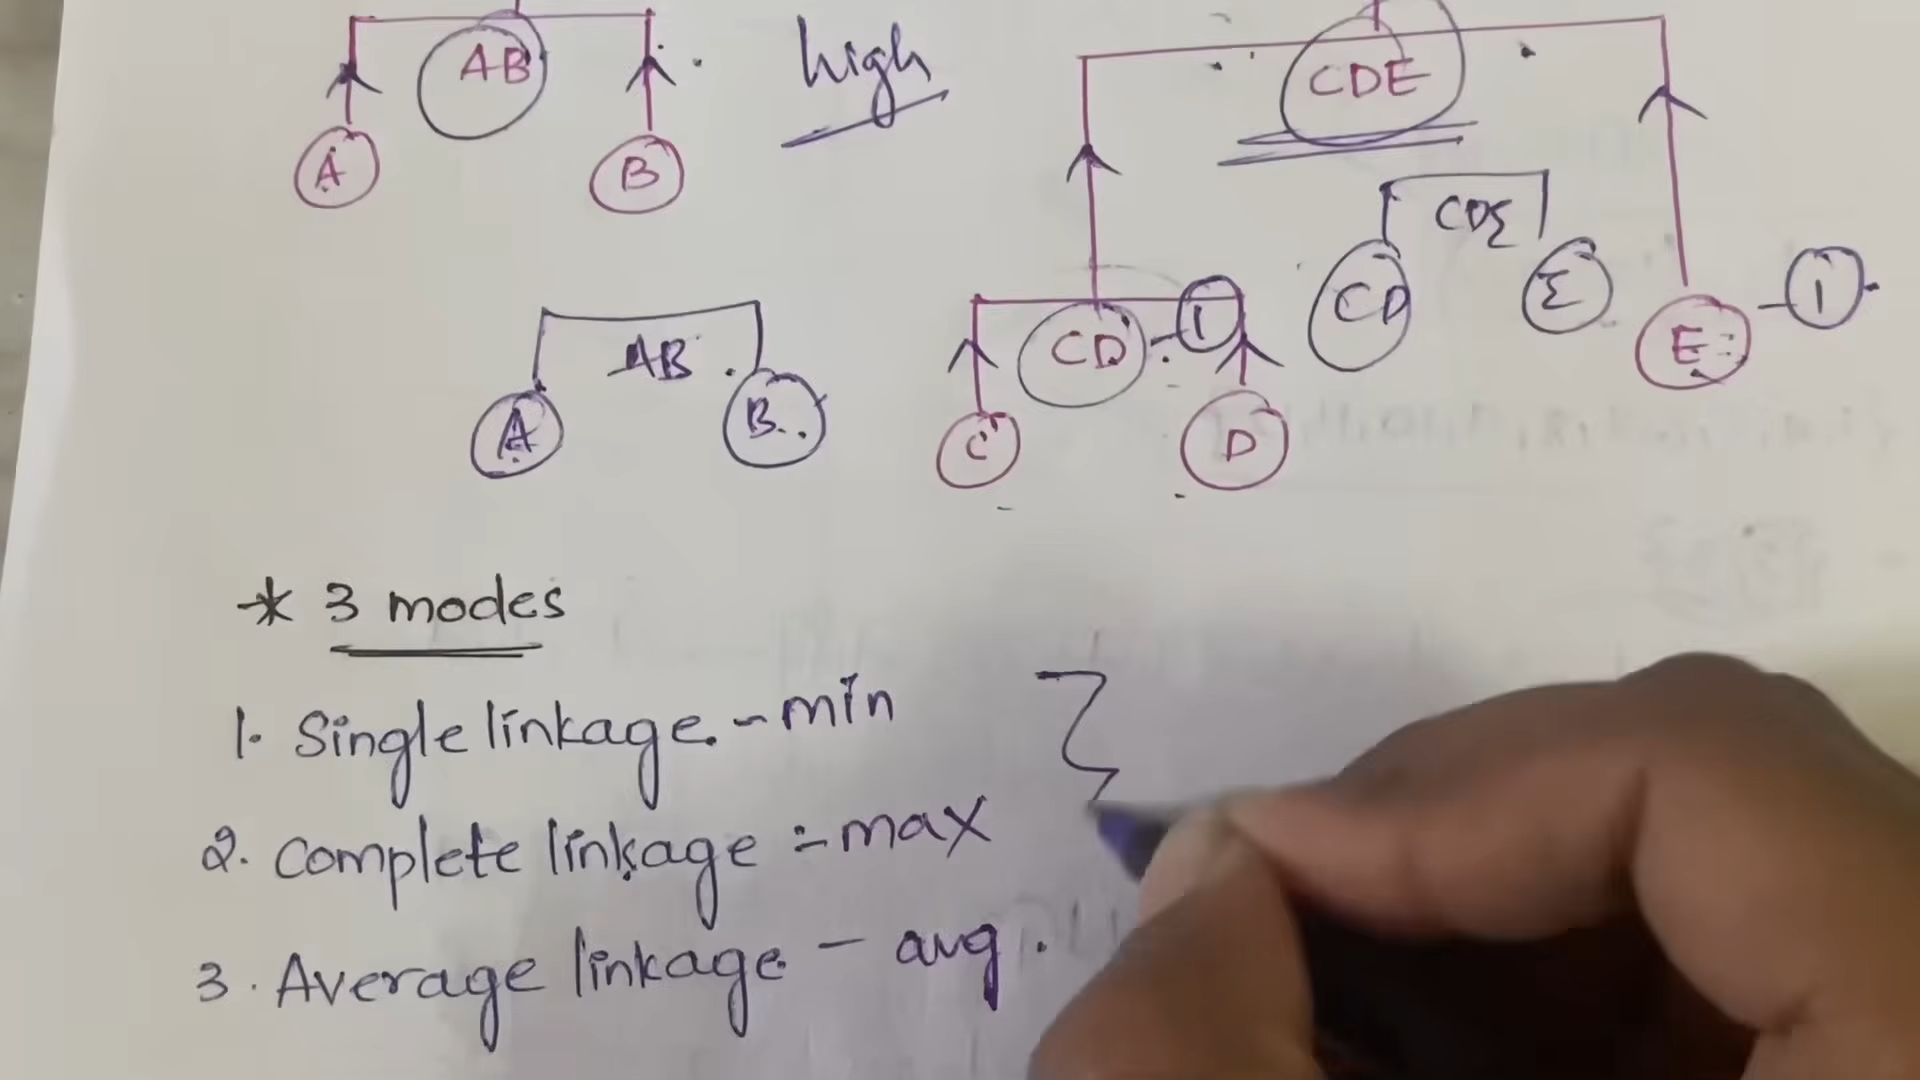 AB
high
CDE
A
B
CDE
CD
E
1
E
AB
CD
1
A
B
C
D
* 3 modes
1. Single linkage - min
2. Complete linkage :- max
3. Average linkage - avg.